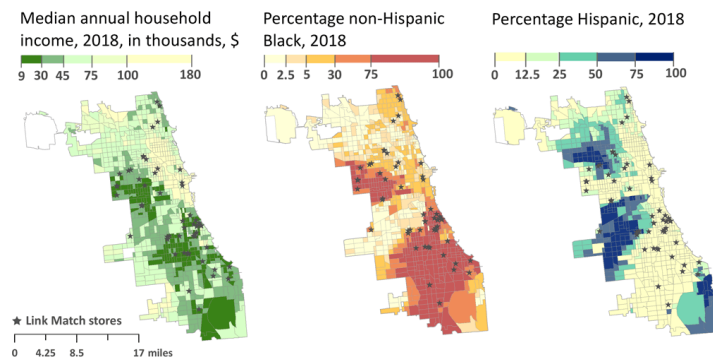 Median annual household
income, 2018, in thousands, $
9 30 45 75 100 180
Percentage non-Hispanic
Black, 2018
0 2.5 5 30 75 100
Percentage Hispanic, 2018
0 12.5 25 50 75 100
Link Match stores
0 4.25 8.5 17 miles